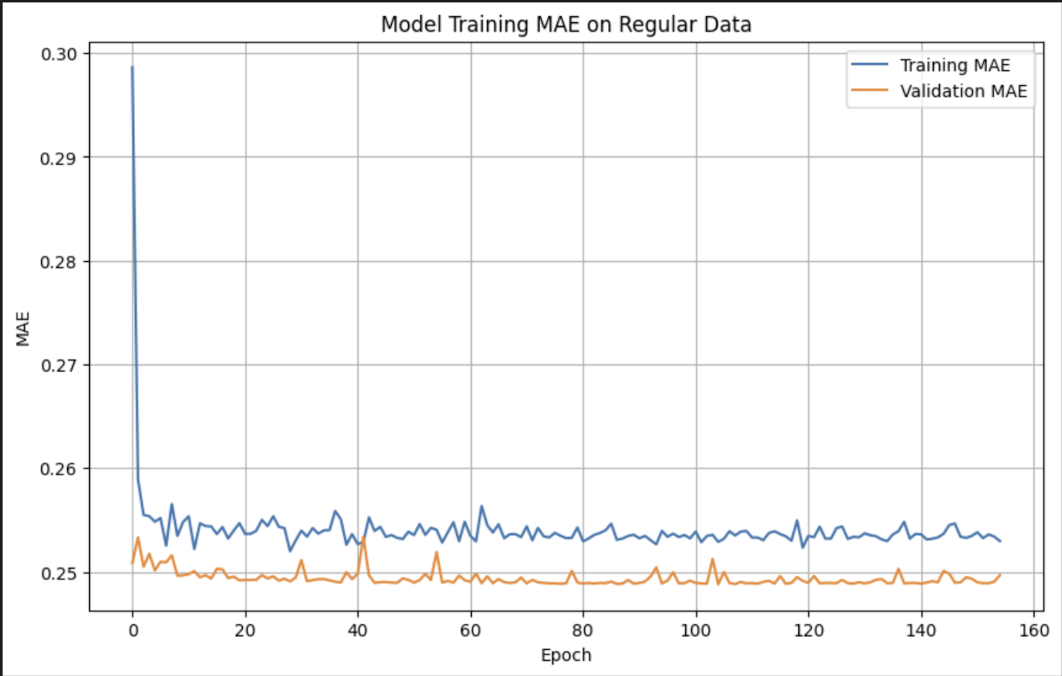 Model Training MAE on Regular Data
Training MAE
Validation MAE
0.30
0.29
0.28
0.27
0.26
0.25
MAE
0 20 40 60 80 100 120 140 160
Epoch